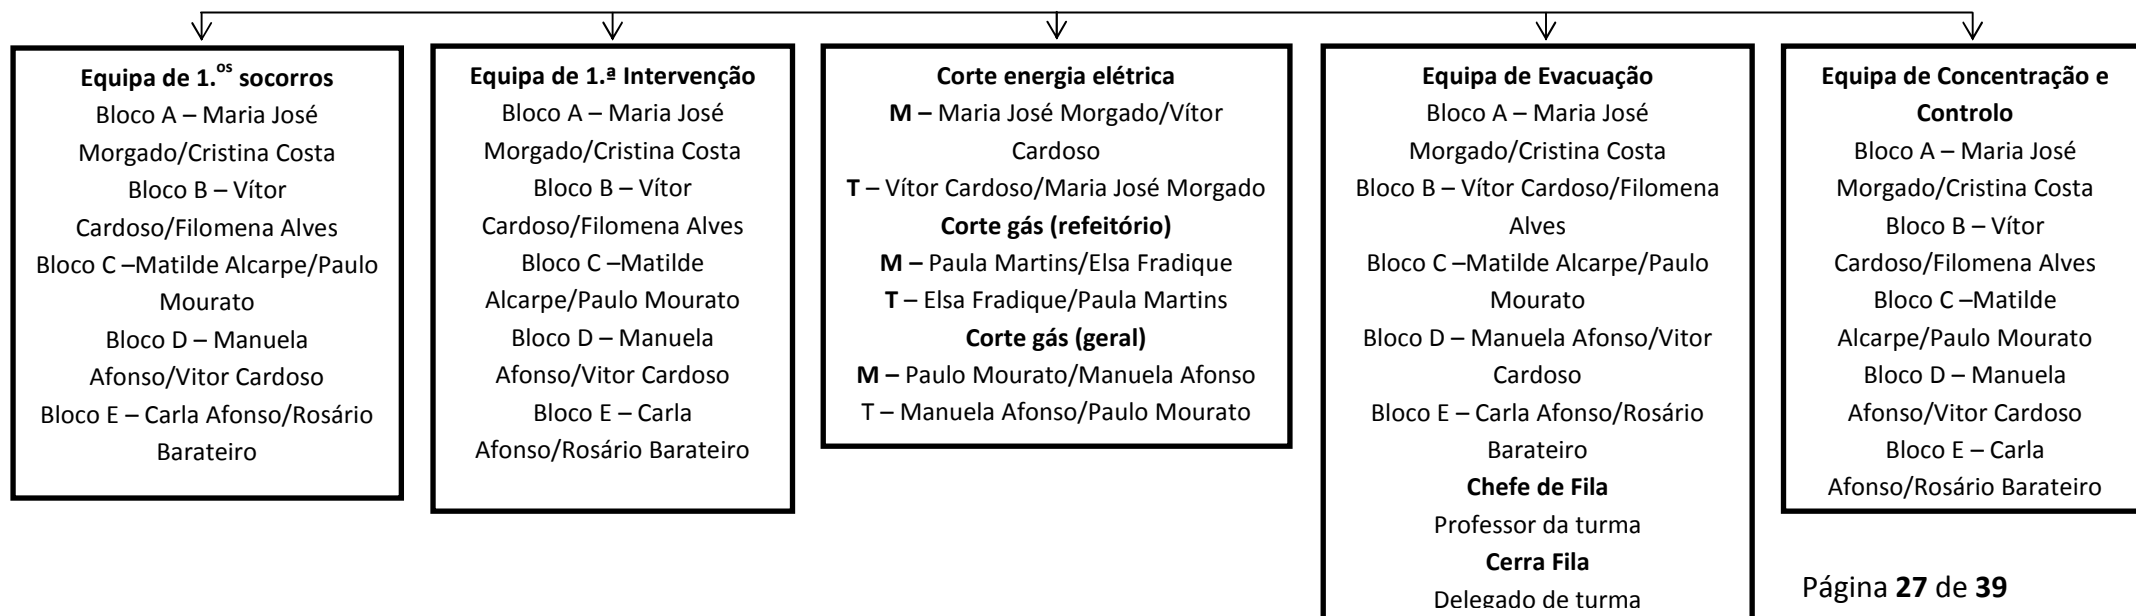 Equipa de 1.os socorros
Bloco A – Maria José
Morgado/Cristina Costa
Bloco B – Vítor
Cardoso/Filomena Alves
Bloco C –Matilde Alcarpe/Paulo
Mourato
Bloco D – Manuela
Afonso/Vitor Cardoso
Bloco E – Carla Afonso/Rosário
Barateiro
Equipa de 1.ª Intervenção
Bloco A – Maria José
Morgado/Cristina Costa
Bloco B – Vítor
Cardoso/Filomena Alves
Bloco C –Matilde
Alcarpe/Paulo Mourato
Bloco D – Manuela
Afonso/Vitor Cardoso
Bloco E – Carla
Afonso/Rosário Barateiro
Corte energia elétrica
M – Maria José Morgado/Vítor
Cardoso
T – Vítor Cardoso/Maria José Morgado
Corte gás (refeitório)
M – Paula Martins/Elsa Fradique
T – Elsa Fradique/Paula Martins
Corte gás (geral)
M – Paulo Mourato/Manuela Afonso
T – Manuela Afonso/Paulo Mourato
Equipa de Evacuação
Bloco A – Maria José
Morgado/Cristina Costa
Bloco B – Vítor Cardoso/Filomena
Alves
Bloco C –Matilde Alcarpe/Paulo
Mourato
Bloco D – Manuela Afonso/Vitor
Cardoso
Bloco E – Carla Afonso/Rosário
Barateiro
Chefe de Fila
Professor da turma
Cerra Fila
Delegado de turma
Equipa de Concentração e
Controlo
Bloco A – Maria José
Morgado/Cristina Costa
Bloco B – Vítor
Cardoso/Filomena Alves
Bloco C –Matilde
Alcarpe/Paulo Mourato
Bloco D – Manuela
Afonso/Vitor Cardoso
Bloco E – Carla
Afonso/Rosário Barateiro
Página 27 de 39